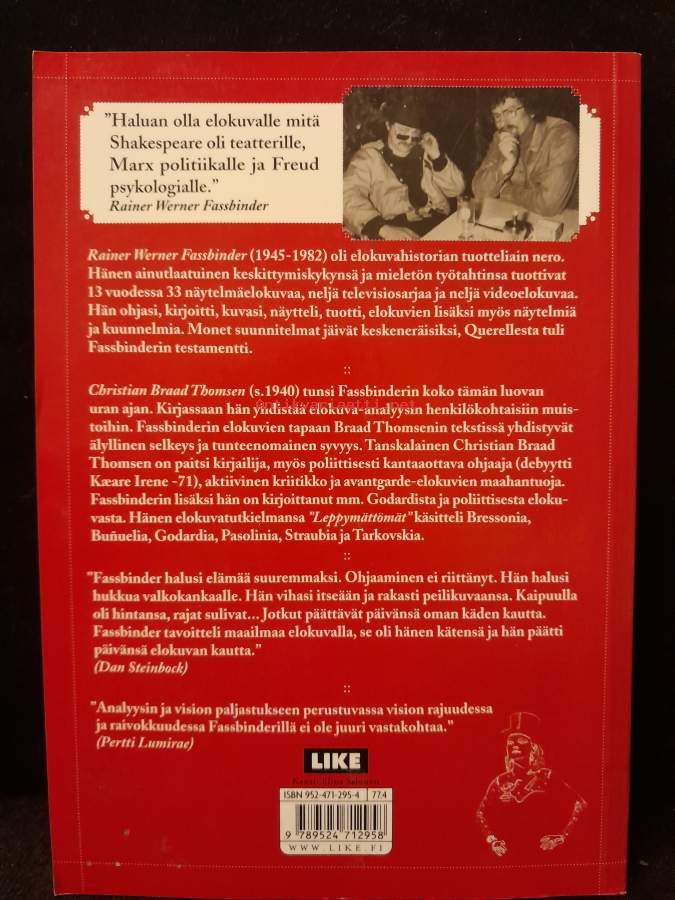 "Haluan olla elokuvalle mitä
Shakespeare oli teatterille,
Marx politiikalle ja Freud
psykologialle."
Rainer Werner Fassbinder
Rainer Werner Fassbinder (1945-1982) oli elokuvahistorian tuotteliain nero.
Hänen ainutlaatuinen keskittymiskykynsä ja mieletön työtahtinsa tuottivat
13 vuodessa 33 näytelmäelokuvaa, neljä televisiosarjaa ja neljä videoelokuvaa.
Hän ohjasi, kirjoitti, kuvasi, näytteli, tuotti, elokuvien lisäksi myös näytelmiä
ja kuunnelmia. Monet suunnitelmat jäivät keskeneräisiksi, Querellesta tuli
Fassbinderin testamentti.
::
Christian Braad Thomsen (s.1940) tunsi Fassbinderin koko tämän luovan
antikvariaatti.net
uran ajan. Kirjassaan hän yhdistää elokuva-analyysin henkilökohtaisiin muis-
toihin. Fassbinderin elokuvien tapaan Braad Thomsenin tekstissä yhdistyvät
älyllinen selkeys ja tunteenomainen syvyys. Tanskalainen Christian Braad
Thomsen on paitsi kirjailija, myös poliittisesti kantaaottava ohjaaja (debyytti
Kæare Irene -71), aktiivinen kriitikko ja avantgarde-elokuvien maahantuoja.
Fassbinderin lisäksi hän on kirjoittanut mm. Godardista ja poliittisesta eloku-
vasta. Hänen elokuvatutkielmansa "Leppymättömät" käsitteli Bressonia,
Buñuelia, Godardia, Pasolinia, Straubia ja Tarkovskia.
::
"Fassbinder halusi elämää suuremmaksi. Ohjaaminen ei riittänyt. Hän halusi
hukkua valkokankaalle. Hän vihasi itseään ja rakasti peilikuvaansa. Kaipuulla
oli hintansa, rajat sulivat... Jotkut päättävät päivänsä oman käden kautta.
Fassbinder tavoitteli maailmaa elokuvalla, se oli hänen kätensä ja hän päätti
päivänsä elokuvan kautta."
(Dan Steinbock)
::
"Analyysin ja vision paljastukseen perustuvassa vision rajuudessa
ja raivokkuudessa Fassbinderillä ei ole juuri vastakohtaa."
(Pertti Lumirae)
LIKE
Kansi: Elina Salonen
ISBN 952-471-295-4 77.4
9 789524 712958
WWW.LIKE.FI